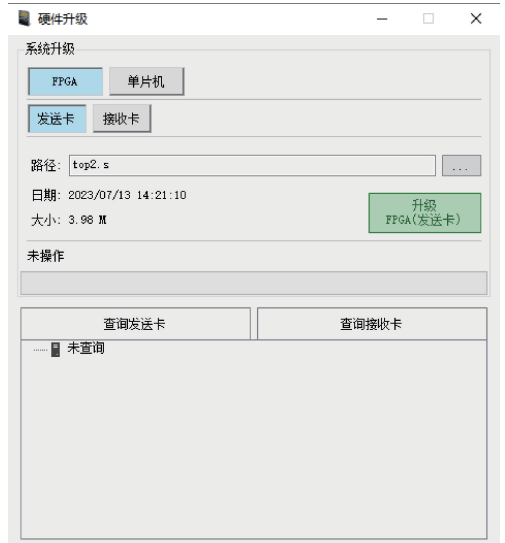 硬件升级
系统升级
FPGA 单片机
发送卡 接收卡
路径: top2.s ...
日期: 2023/07/13 14:21:10
大小: 3.98 M
升级
FPGA(发送卡)
未操作
查询发送卡 查询接收卡
未查询